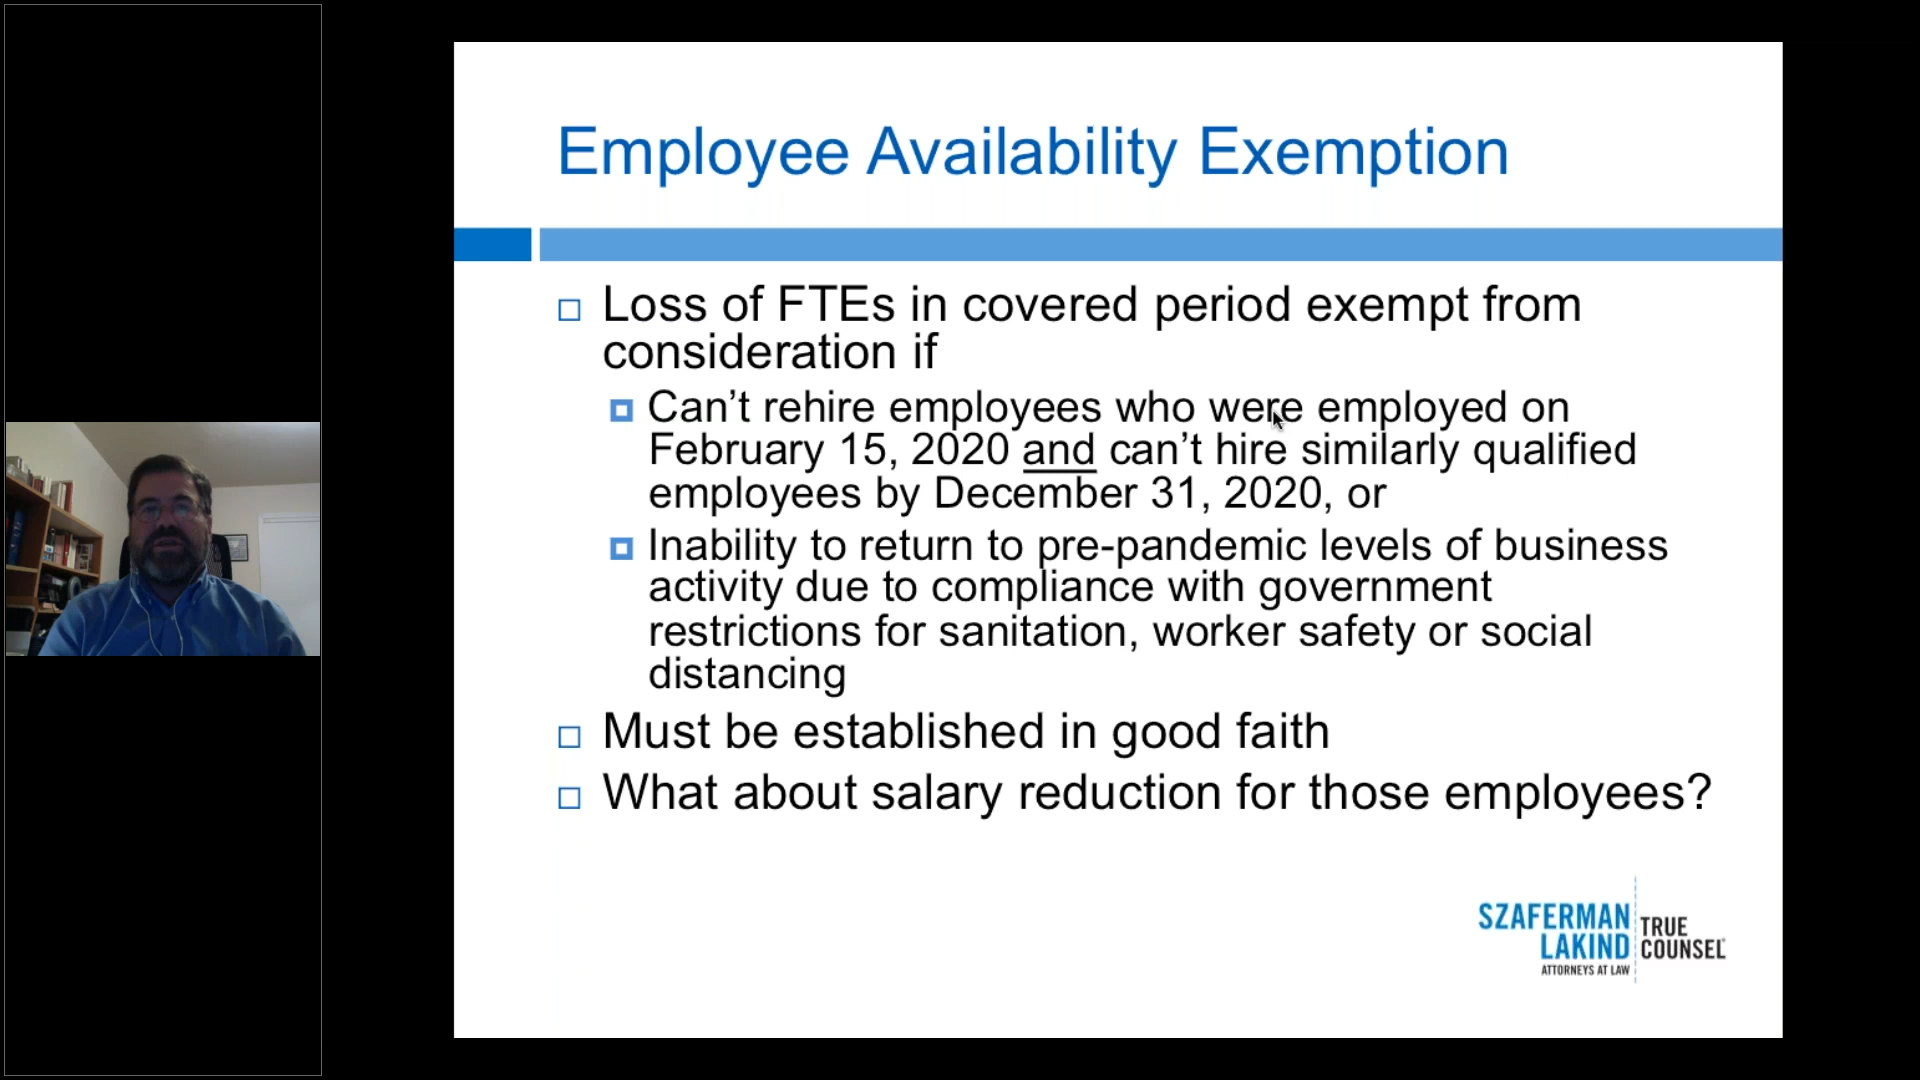 Employee Availability Exemption
Loss of FTEs in covered period exempt from
consideration if
Can’t rehire employees who were employed on
February 15, 2020 and can’t hire similarly qualified
employees by December 31, 2020, or
Inability to return to pre-pandemic levels of business
activity due to compliance with government
restrictions for sanitation, worker safety or social
distancing
Must be established in good faith
What about salary reduction for those employees?
SZAFERMAN
LAKIND
ATTORNEYS AT LAW
TRUE
COUNSEL